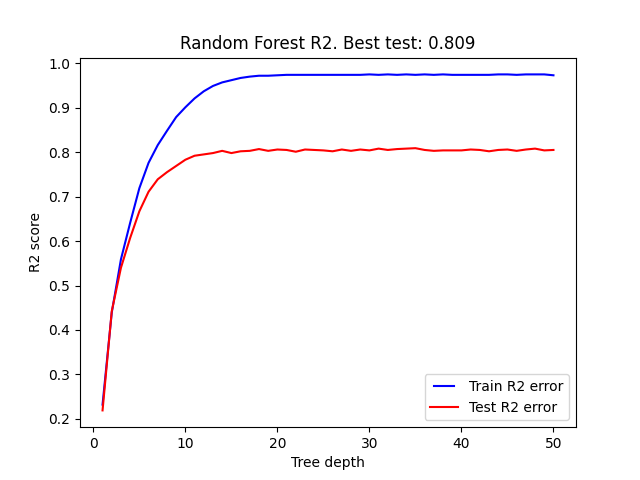 Random Forest R2. Best test: 0.809
1.0
0.9
0.8
0.7
0.6
0.5
0.4
0.3
0.2
R2 score
0 10 20 30 40 50
Tree depth
Train R2 error
Test R2 error